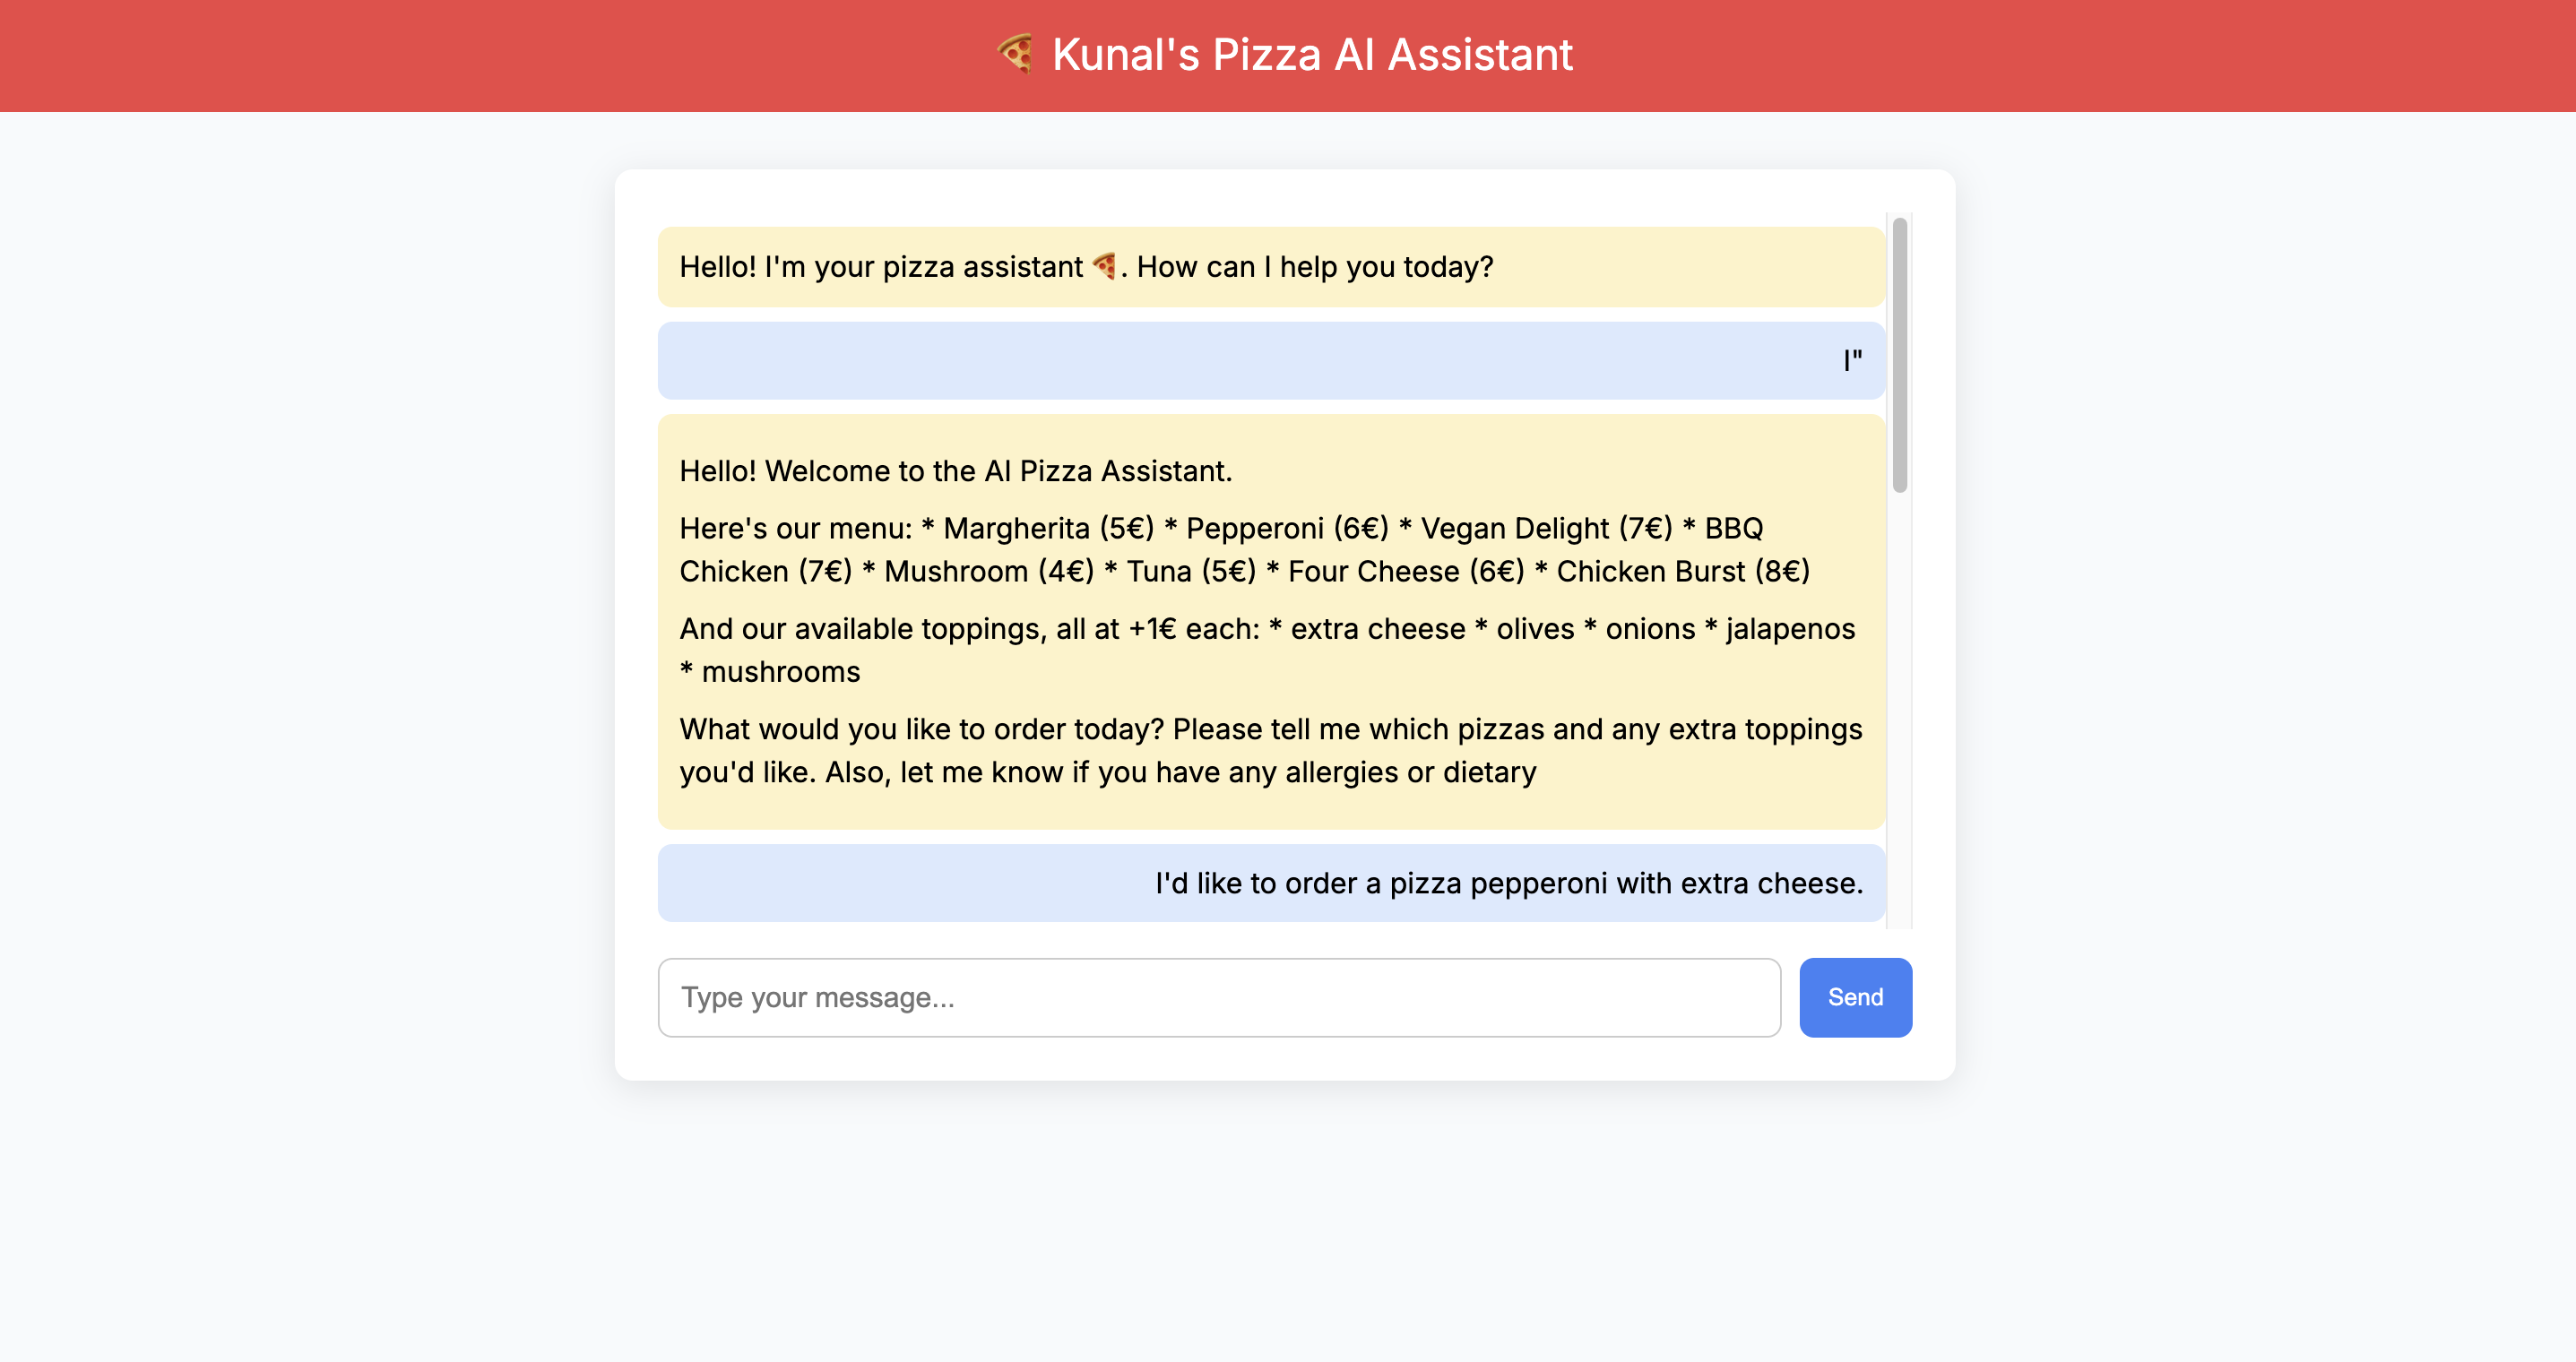 🍕 Kunal's Pizza AI Assistant
Hello! I'm your pizza assistant 🍕. How can I help you today?
I"
Hello! Welcome to the AI Pizza Assistant.
Here's our menu: * Margherita (5€) * Pepperoni (6€) * Vegan Delight (7€) * BBQ
Chicken (7€) * Mushroom (4€) * Tuna (5€) * Four Cheese (6€) * Chicken Burst (8€)
And our available toppings, all at +1€ each: * extra cheese * olives * onions * jalapenos
* mushrooms
What would you like to order today? Please tell me which pizzas and any extra toppings
you'd like. Also, let me know if you have any allergies or dietary
I'd like to order a pizza pepperoni with extra cheese.
Type your message...
Send